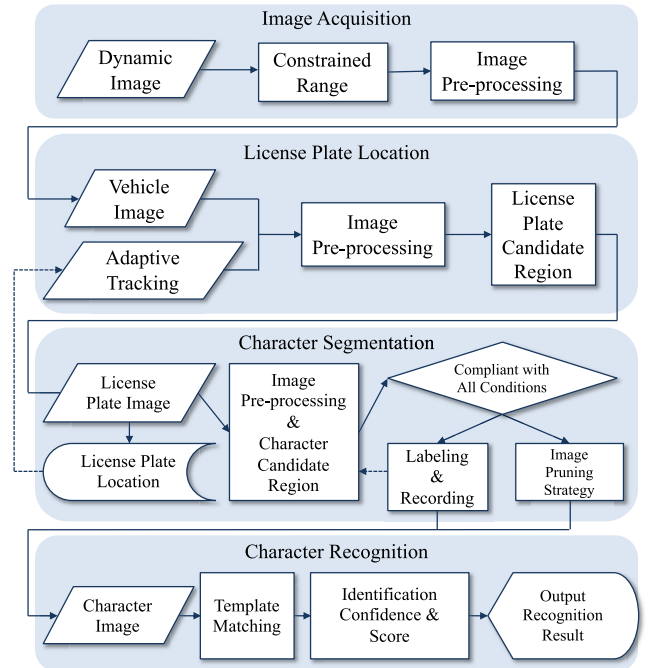 Image Acquisition
Dynamic
Image
Constrained
Range
Image
Pre-processing
License Plate Location
Vehicle
Image
Adaptive
Tracking
Image
Pre-processing
License
Plate
Candidate
Region
Character Segmentation
License
Plate Image
License Plate
Location
Image
Pre-processing
&
Character
Candidate
Region
Compliant with
All Conditions
Labeling
&
Recording
Image
Pruning
Strategy
Character Recognition
Character
Image
Template
Matching
Identification
Confidence &
Score
Output
Recognition
Result